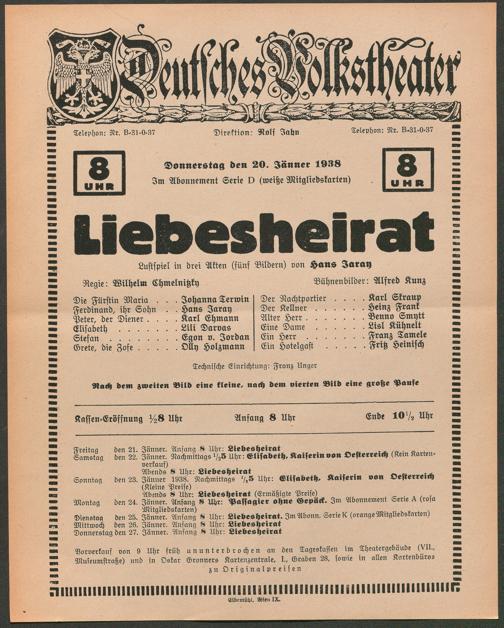 Deutsches Volkstheater
Telephon: Nr. B-31-0-37 Direktion: Rolf Jahn Telephon: Nr. B-31-0-37
8 UHR Donnerstag den 20. Jänner 1938 8 UHR
Im Abonnement Serie D (weiße Mitgliedskarten)
Liebesheirat
Lustspiel in drei Akten (fünf Bildern) von Hans Jaray
Regie: Wilhelm Chmelnitzky Bühnenbilder: Alfred Kunz
Die Fürstin Maria . . . . Johanna Terwin
Ferdinand, ihr Sohn . . Hans Jaray
Peter, der Diener . . . . Karl Ehmann
Elisabeth . . . . . Lili Darvas
Stefan . . . . . Egon v. Jordan
Grete, die Zofe . . . . Olly Holzmann
Der Nachtportier . . . . Karl Skraup
Der Kellner . . . . Heinz Frank
Alter Herr . . . . Benno Smytt
Eine Dame . . . . Lisl Kühnelt
Ein Herr . . . . Franz Tamele
Ein Hotelgast . . . . Fritz Heinisch
Technische Einrichtung: Franz Unger
Nach dem zweiten Bild eine kleine, nach dem vierten Bild eine große Pause
Kassen-Eröffnung ½8 Uhr Anfang 8 Uhr Ende 10½ Uhr
Freitag den 21. Jänner. Anfang 8 Uhr: Liebesheirat
Samstag den 22. Jänner. Nachmittags ½5 Uhr: Elisabeth, Kaiserin von Oesterreich (Kein Karten-
verkauf)
Abends 8 Uhr: Liebesheirat
Sonntag den 23. Jänner 1938. Nachmittags ½5 Uhr: Elisabeth, Kaiserin von Oesterreich
(Kleine Preise)
Abends 8 Uhr: Liebesheirat (Ermäßigte Preise)
Montag den 24. Jänner. Anfang 8 Uhr: Passagier ohne Gepäck. Im Abonnement Serie A (rosa
Mitgliedskarten)
Dienstag den 25. Jänner. Anfang 8 Uhr: Liebesheirat. Im Abonn. Serie K (orange Mitgliedskarten)
Mittwoch den 26. Jänner. Anfang 8 Uhr: Liebesheirat
Donnerstag den 27. Jänner. Anfang 8 Uhr: Liebesheirat
Vorverkauf von 9 Uhr früh ununterbrochen an den Tageskassen im Theatergebäude (VII.,
Museumstraße) und in Oskar Gronners Kartenzentrale, I., Graben 28, sowie in allen Kartenbüros
zu Originalpreisen
Elbemühl, Wien IX.